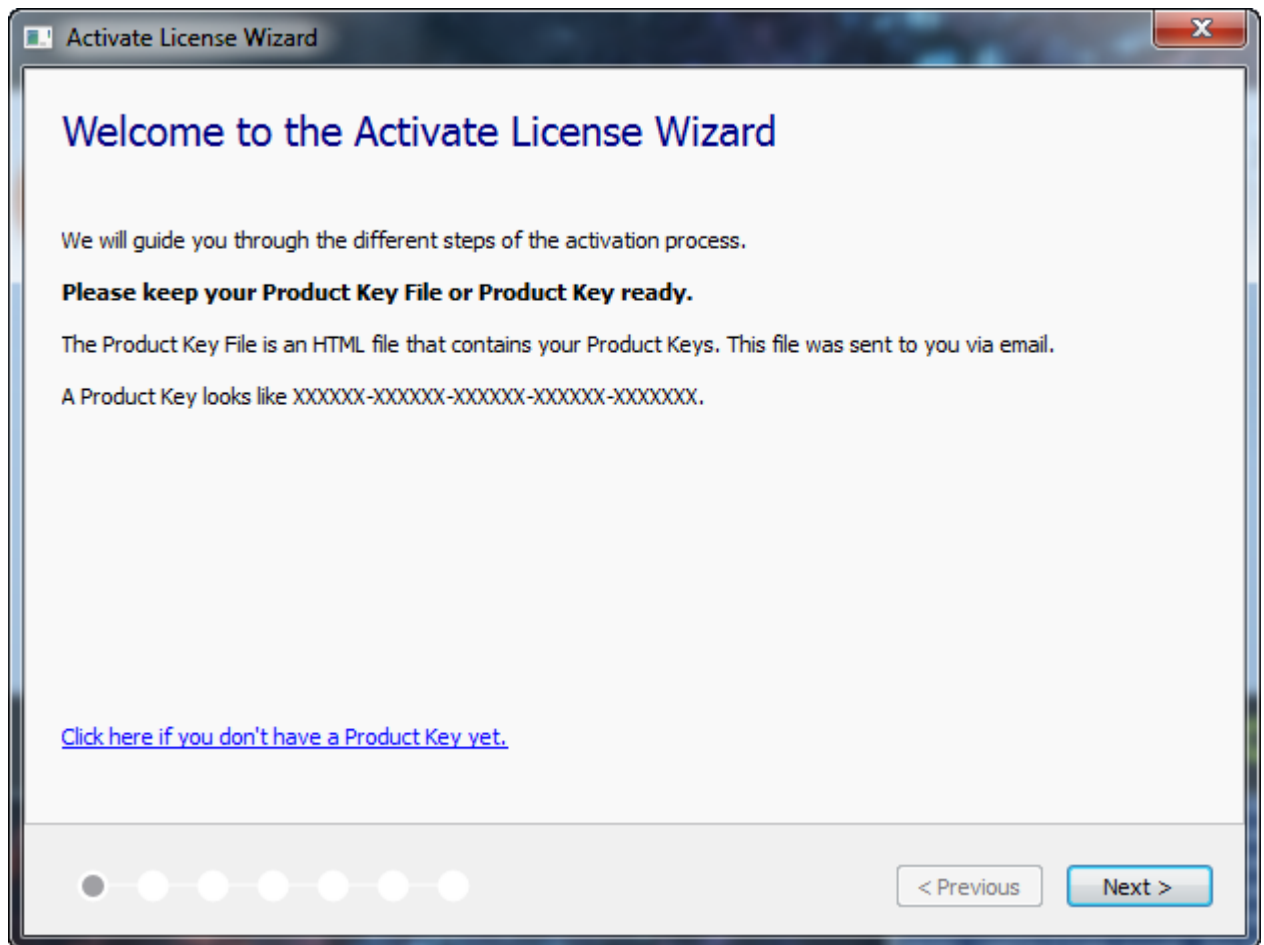 Activate License Wizard
X
Welcome to the Activate License Wizard
We will guide you through the different steps of the activation process.
Please keep your Product Key File or Product Key ready.
The Product Key File is an HTML file that contains your Product Keys. This file was sent to you via email.
A Product Key looks like XXXXXX-XXXXXX-XXXXXX-XXXXXX-XXXXXXX.
Click here if you don't have a Product Key yet.
< Previous
Next >